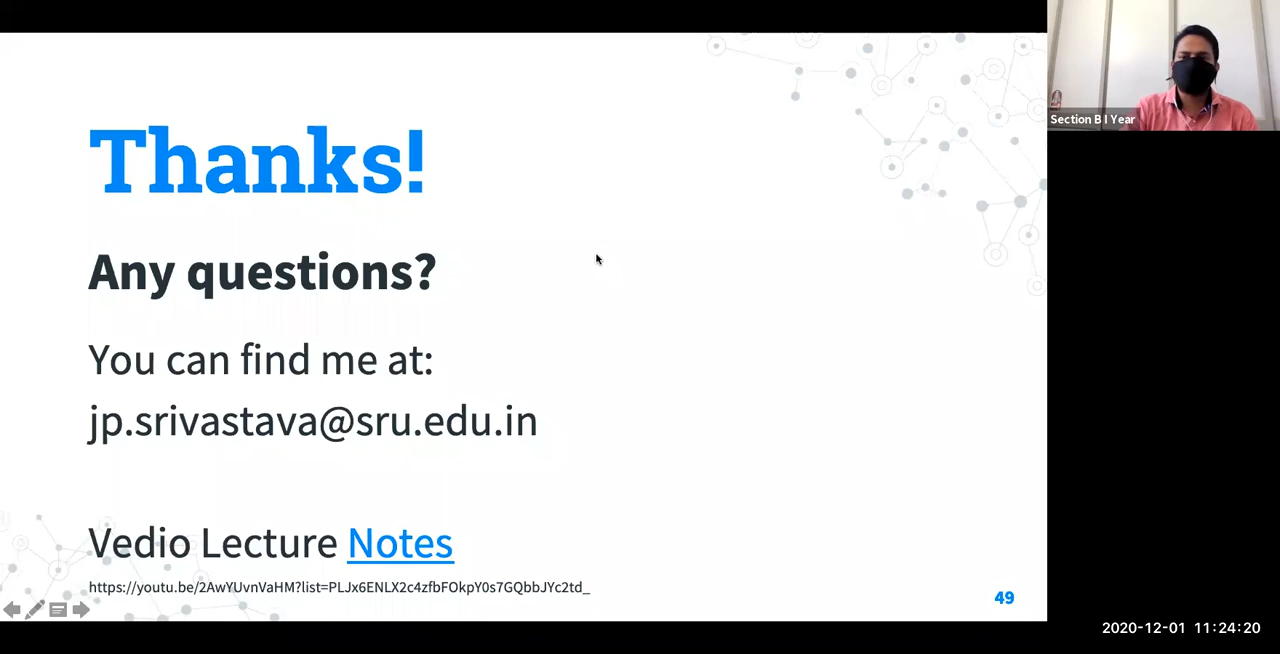 Thanks!
Any questions?
You can find me at:
jp.srivastava@sru.edu.in
Vedio Lecture Notes
https://youtu.be/2AwYUvnVaHM?list=PLJx6ENLX2c4zfbFOkpY0s7GQbbJYc2td_
49
Section B I Year
2020-12-01 11:24:20